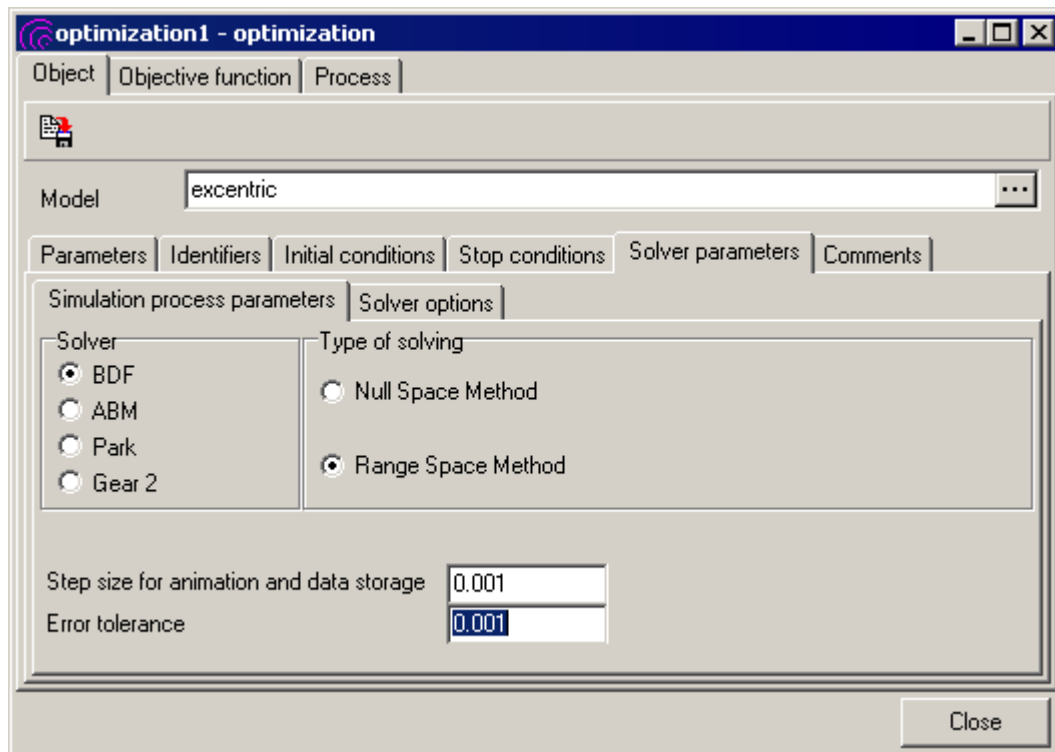 optimization1 - optimization
Object Objective function Process
Model excentric ...
Parameters Identifiers Initial conditions Stop conditions Solver parameters Comments
Simulation process parameters Solver options
Solver Type of solving
BDF
Null Space Method
ABM
Park
Range Space Method
Gear 2
Step size for animation and data storage 0.001
Error tolerance 0.001
Close